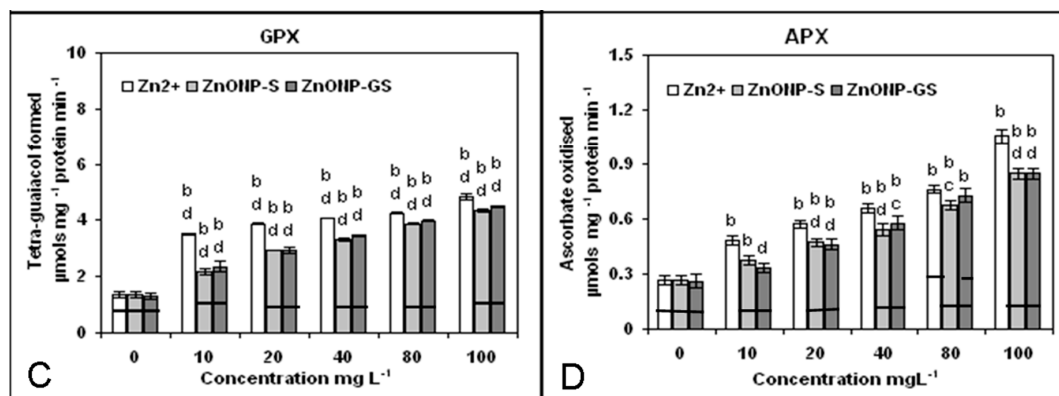 GPX
Tetra-guaiacol formed
µmols mg⁻¹ protein min⁻¹
10
8
6
4
2
0
Zn2+ ZnONP-S ZnONP-GS
b
d b b
d d
b
d b b
d d
b
d b b
d d
b
d b b
d d
b
d b b
d d
0 10 20 40 80 100
Concentration mg L⁻¹
C
APX
Ascorbate oxidised
µmols mg⁻¹ protein min⁻¹
1.5
1.2
0.9
0.6
0.3
0
Zn2+ ZnONP-S ZnONP-GS
b b d
b b b
d d
b b b
d c
b b b
c
b b b
d d
0 10 20 40 80 100
Concentration mgL⁻¹
D